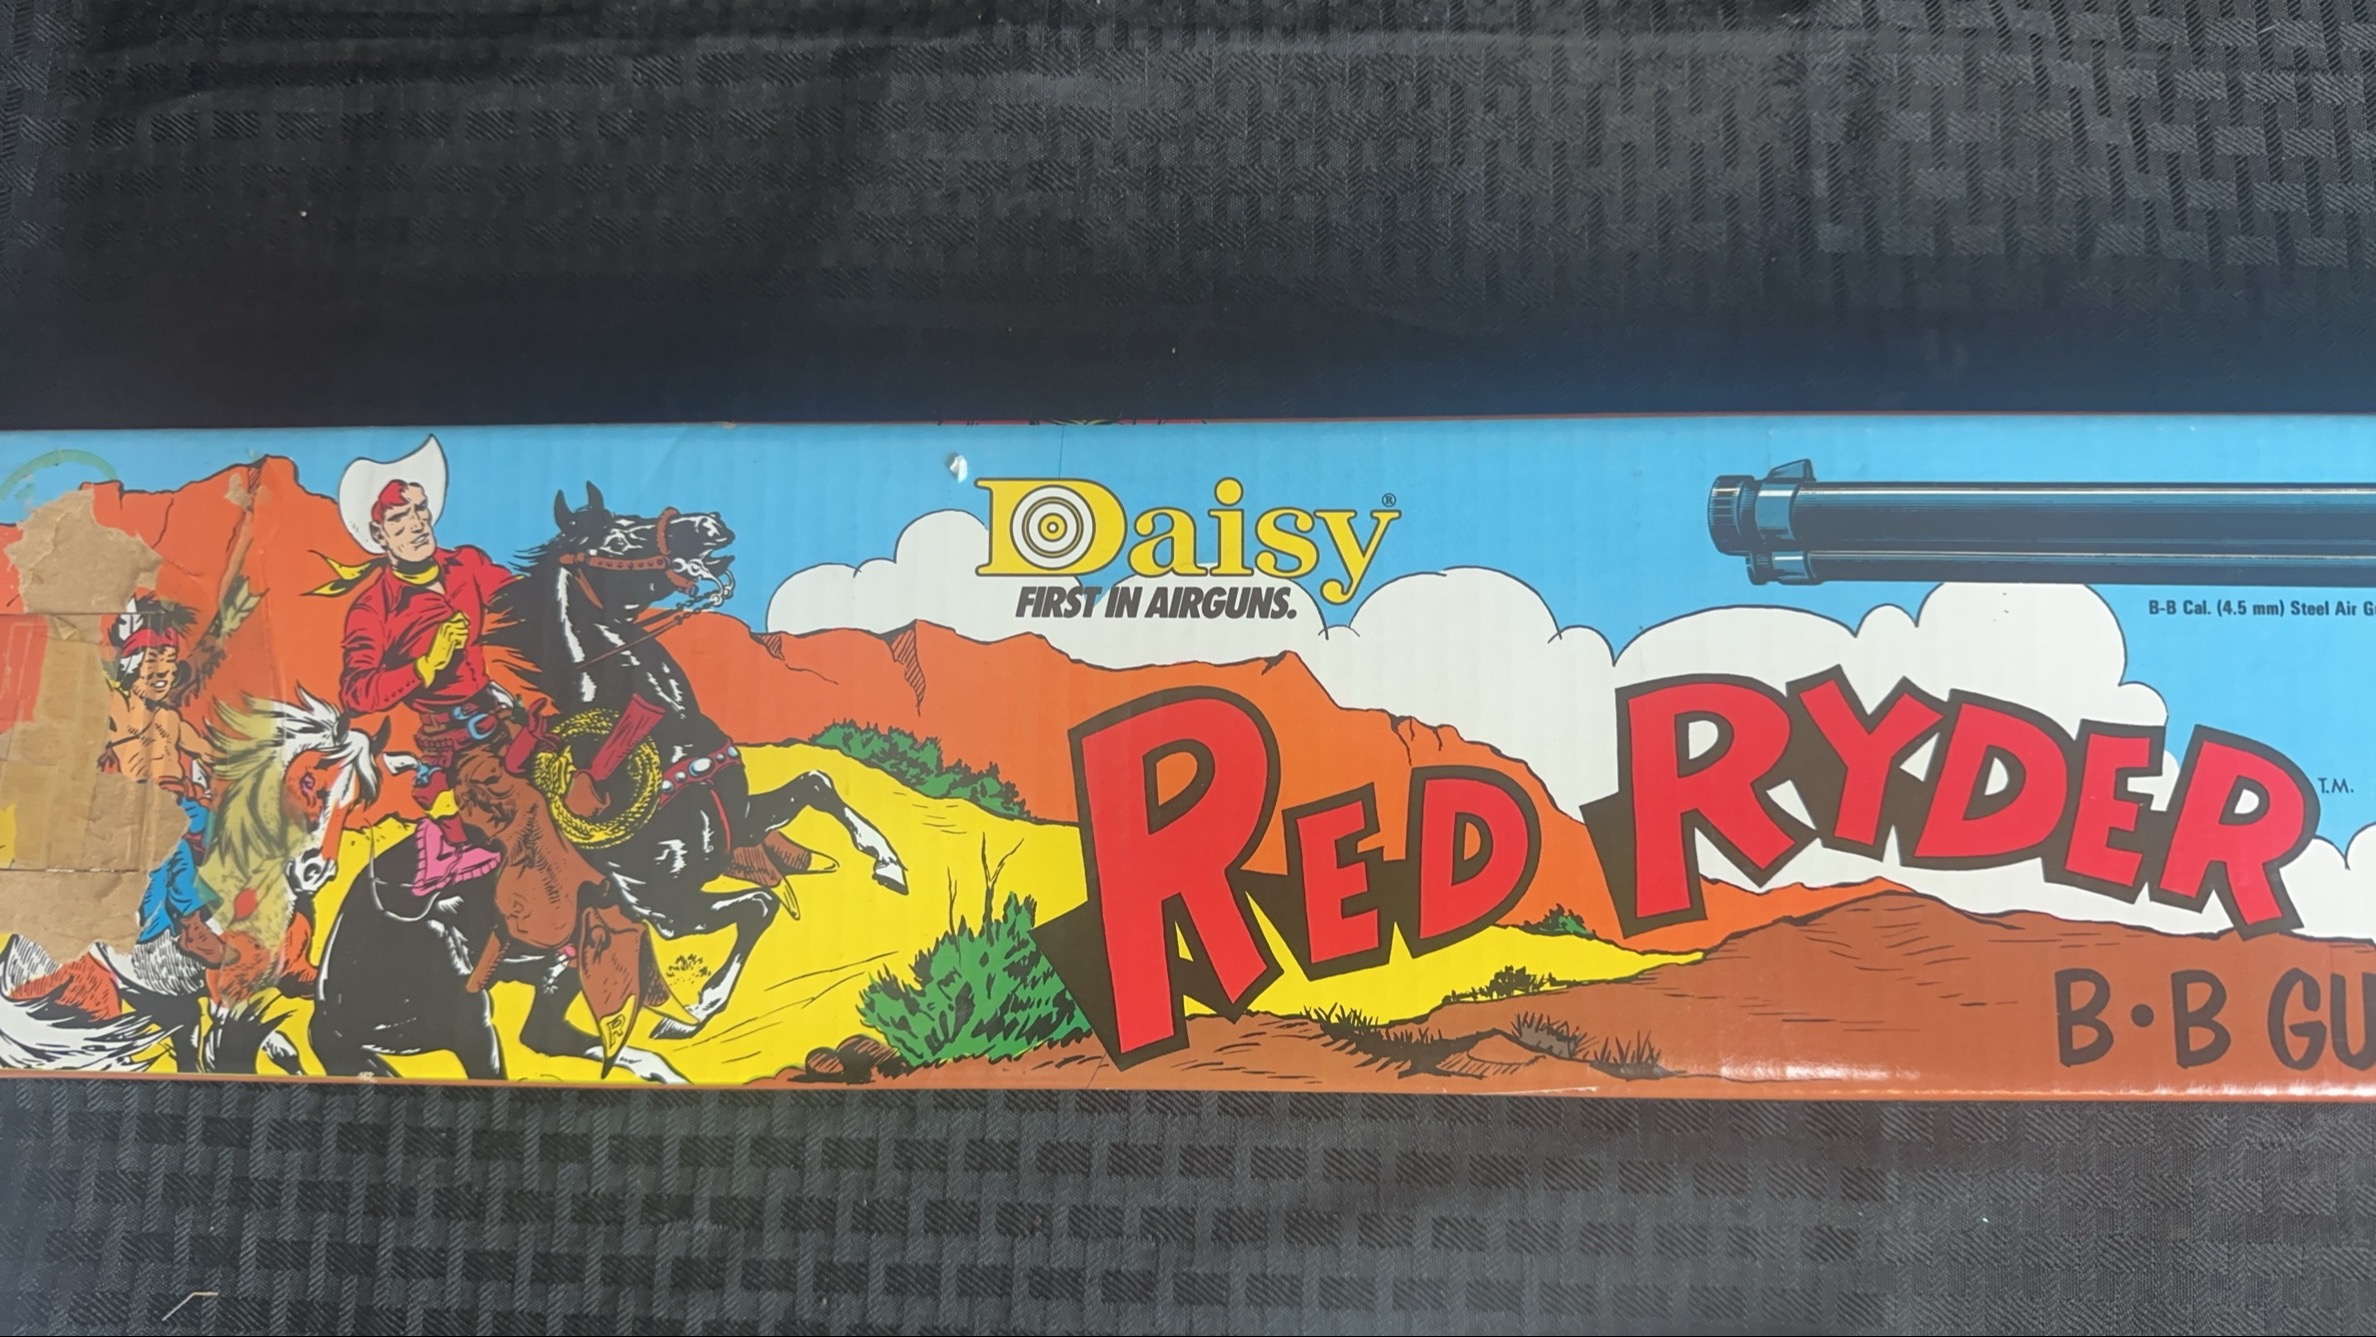 Daisy®
FIRST IN AIRGUNS.
B-B Cal. (4.5 mm) Steel Air
RED RYDER T.M.
B•B